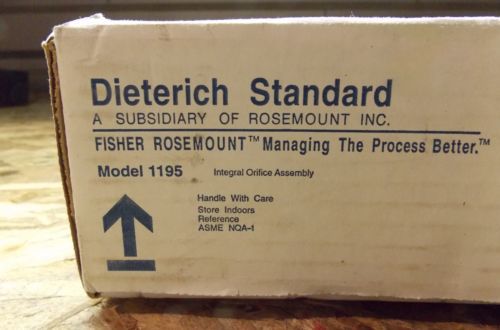 Dieterich Standard
A SUBSIDIARY OF ROSEMOUNT INC.
FISHER ROSEMOUNT™ Managing The Process Better.™
Model 1195 Integral Orifice Assembly
Handle With Care
Store Indoors
Reference
ASME NQA-1